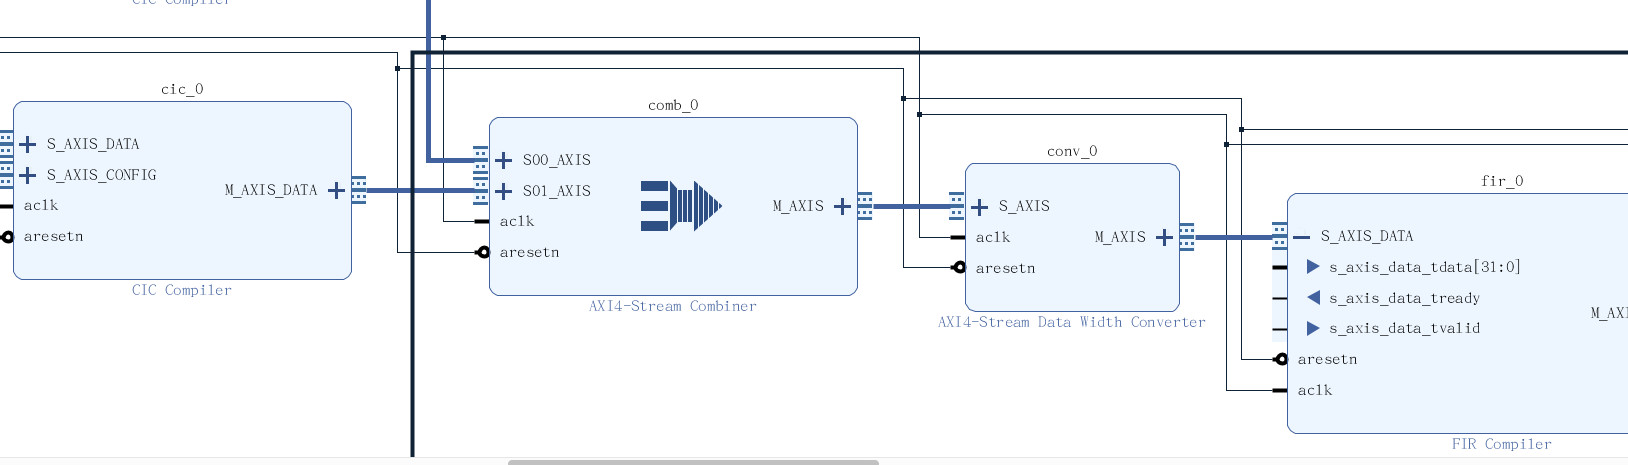 CIC Compiler
cic_0
S_AXIS_DATA
S_AXIS_CONFIG
M_AXIS_DATA
aclk
aresetn
CIC Compiler
comb_0
S00_AXIS
S01_AXIS
M_AXIS
aclk
aresetn
AXI4-Stream Combiner
conv_0
S_AXIS
aclk
M_AXIS
aresetn
AXI4-Stream Data Width Converter
fir_0
S_AXIS_DATA
s_axis_data_tdata[31:0]
s_axis_data_tready
M_AXI
s_axis_data_tvalid
aresetn
aclk
FIR Compiler